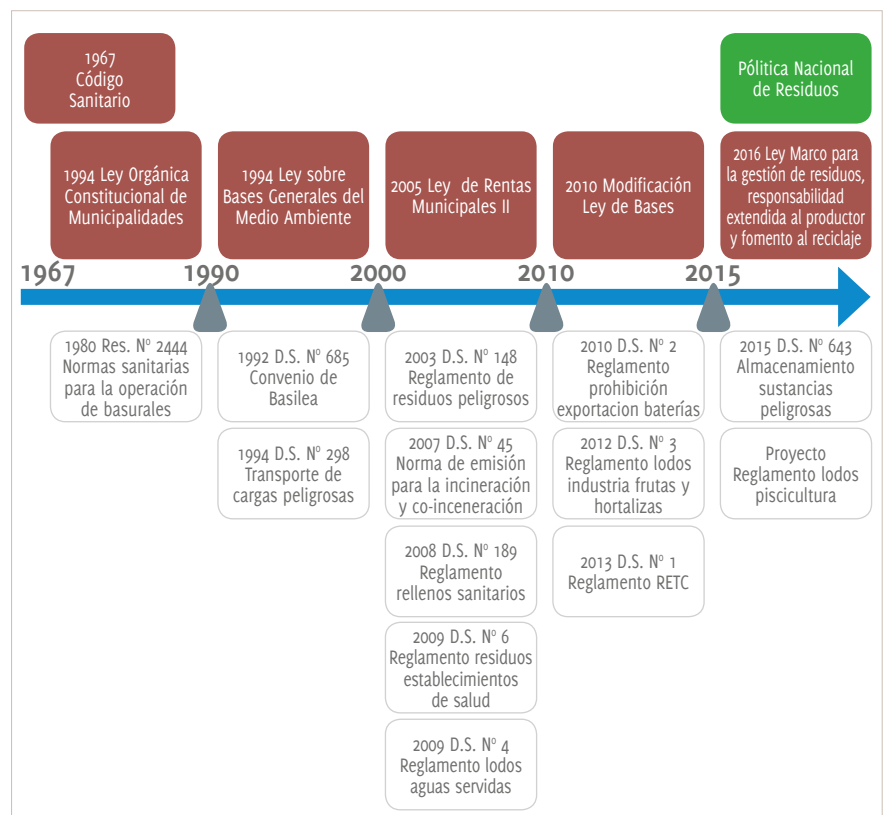 1967
Código
Sanitario
Pólitica Nacional
de Residuos
1994 Ley Orgánica
Constitucional de
Municipalidades
1994 Ley sobre
Bases Generales del
Medio Ambiente
2005 Ley de Rentas
Municipales II
2010 Modificación
Ley de Bases
2016 Ley Marco para
la gestión de residuos,
responsabilidad
extendida al productor
y fomento al reciclaje
1967
1990
2000
2010
2015
1980 Res. Nº 2444
Normas sanitarias
para la operación
de basurales
1992 D.S. Nº 685
Convenio de
Basilea
1994 D.S. Nº 298
Transporte de
cargas peligrosas
2003 D.S. Nº 148
Reglamento de
residuos peligrosos
2007 D.S. Nº 45
Norma de emisión
para la incineración
y co-inceneración
2008 D.S. Nº 189
Reglamento
rellenos sanitarios
2009 D.S. Nº 6
Reglamento residuos
establecimientos
de salud
2009 D.S. Nº 4
Reglamento lodos
aguas servidas
2010 D.S. Nº 2
Reglamento
prohibición
exportacion baterías
2012 D.S. Nº 3
Reglamento lodos
industria frutas y
hortalizas
2013 D.S. Nº 1
Reglamento RETC
2015 D.S. Nº 643
Almacenamiento
sustancias
peligrosas
Proyecto
Reglamento lodos
piscicultura